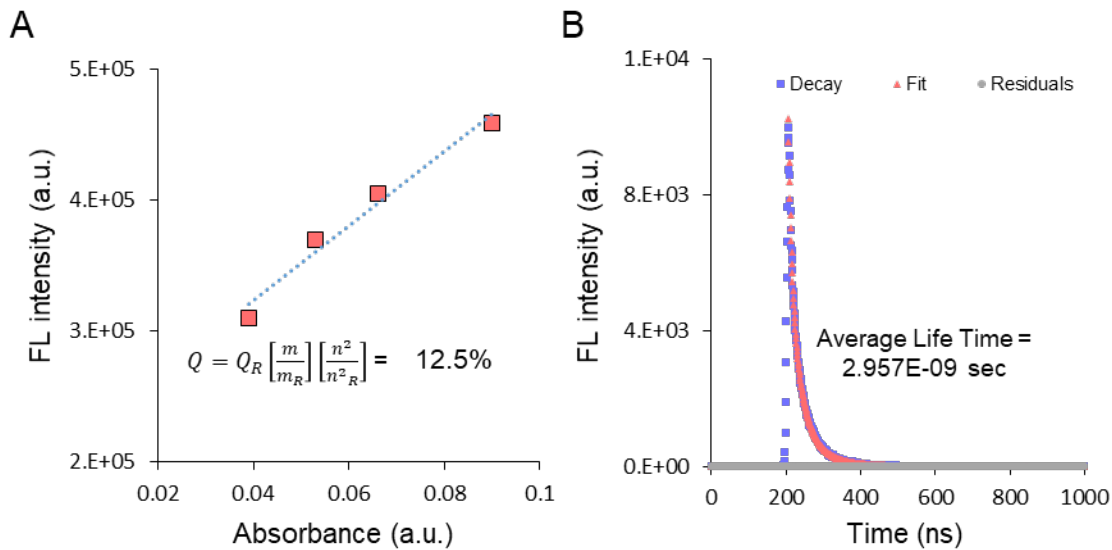 A
5.E+05
4.E+05
3.E+05
2.E+05
FL intensity (a.u.)
Q = Q_R [m/m_R] [n²/n²_R] = 12.5%
0.02
0.04
0.06
0.08
0.1
Absorbance (a.u.)
B
1.E+04
8.E+03
4.E+03
0.E+00
FL intensity (a.u.)
Decay
Fit
Residuals
Average Life Time =
2.957E-09 sec
0
200
400
600
800
1000
Time (ns)